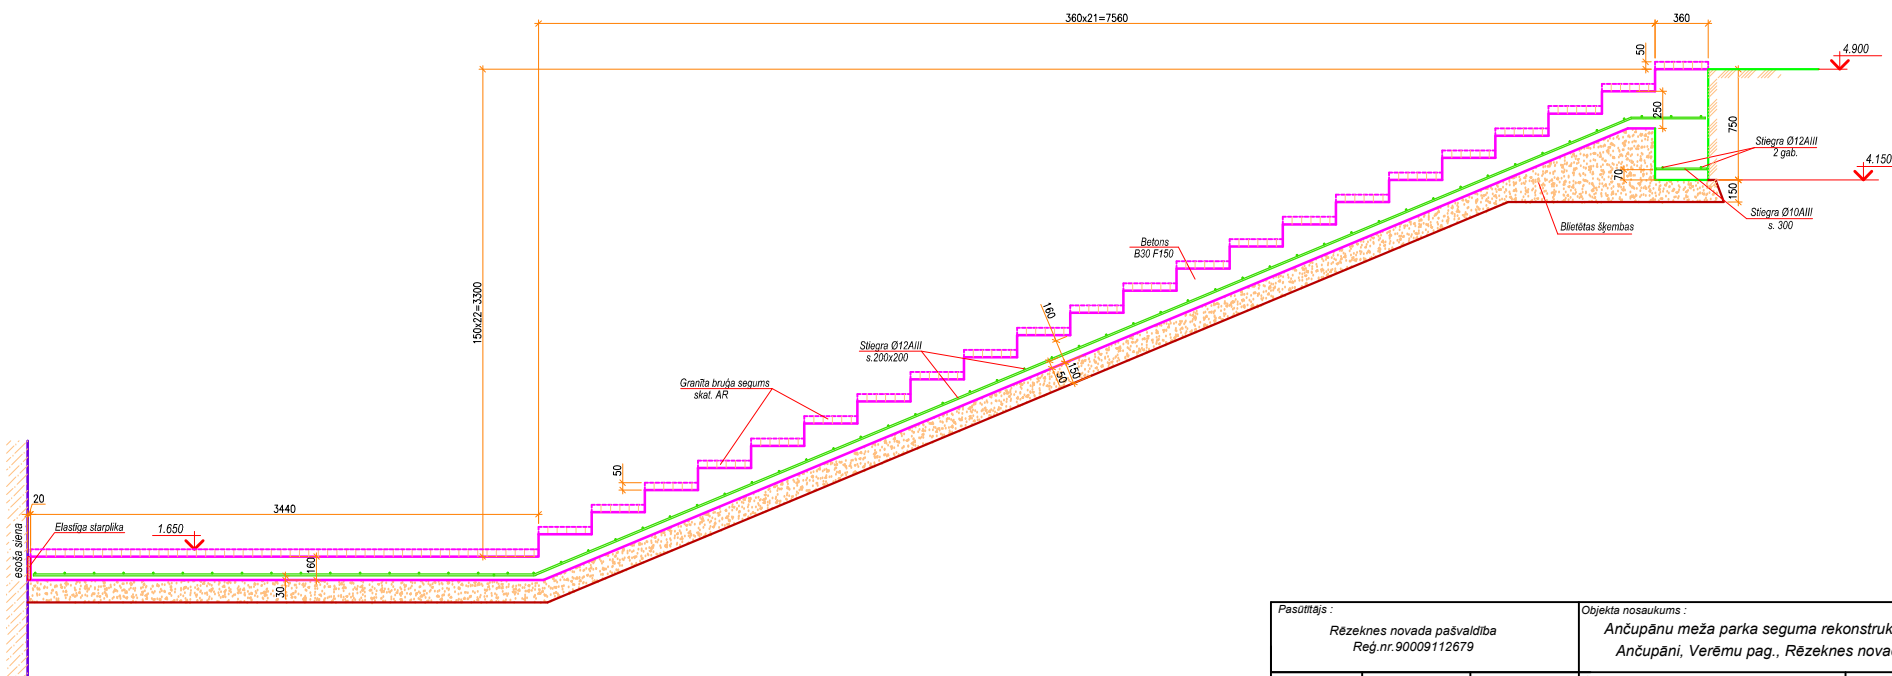 360x21=7560
360
50
4.900
250
750
Stiegra Ø12AIII
2 gab.
4.150
70
150
Stiegra Ø10AIII
s. 300
Blietētas šķembas
Betons
B30 F150
150x22=3300
160
Stiegra Ø12AIII
s.200x200
150
50
Granīta bruģa segums
skat. AR
50
20
3440
Elastīga starplika
1.650
esoša siena
160
30
Pasūtītājs :
Rēzeknes novada pašvaldība
Reģ.nr.90009112679
Objekta nosaukums :
Ančupānu meža parka seguma rekonstruk
Ančupāni, Verēmu pag., Rēzeknes nova